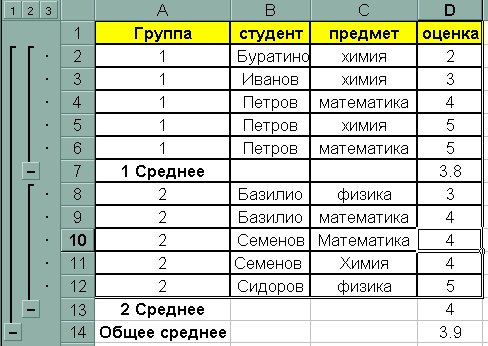 1 2 3 A B C D
1 Группа студент предмет оценка
2 1 Буратино химия 2
3 1 Иванов химия 3
4 1 Петров математика 4
5 1 Петров химия 5
6 1 Петров математика 5
7 1 Среднее 3.8
8 2 Базилио физика 3
9 2 Базилио математика 4
10 2 Семенов Математика 4
11 2 Семенов Химия 4
12 2 Сидоров физика 5
13 2 Среднее 4
14 Общее среднее 3.9